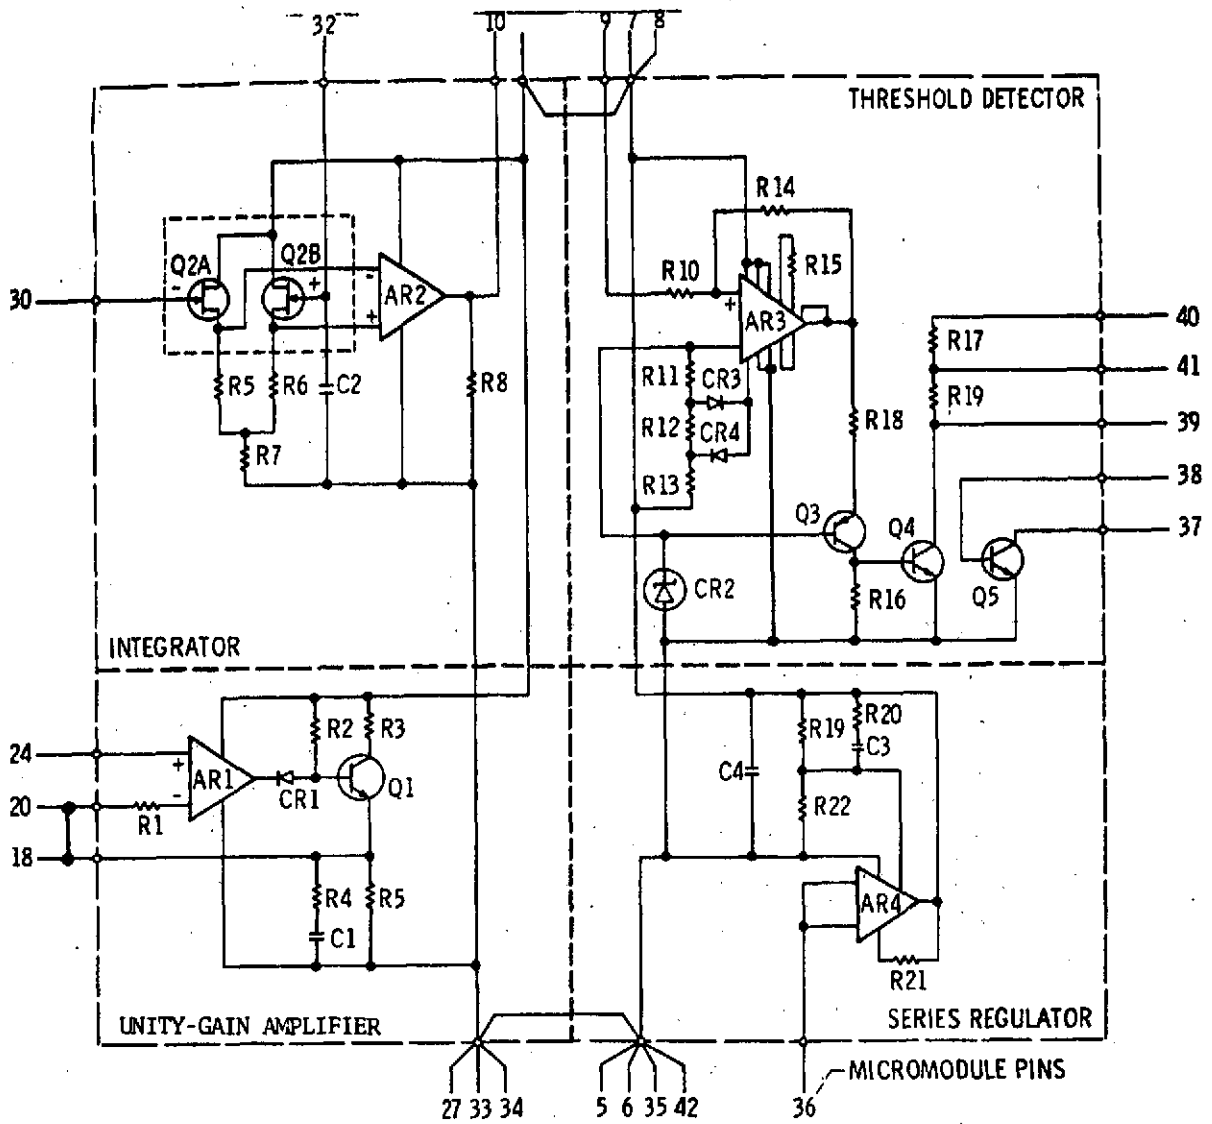 32 10 9 7 8
THRESHOLD DETECTOR
R14
Q2A Q2B
R10 R15
30 - + - AR2 + AR3
+
40
R17
41
R5 R6 C2 R8 R11 CR3
R19
39
R12 CR4 R18
R7
R13
38
Q3 Q4
37
CR2 R16 Q5
INTEGRATOR
R2 R3 R19 R20
24 + AR1 C4 C3
CR1 Q1
20 - R1 R22
18
R4 R5 AR4
C1
R21
UNITY-GAIN AMPLIFIER SERIES REGULATOR
MICROMODULE PINS
27 33 34 5 6 35 42 36